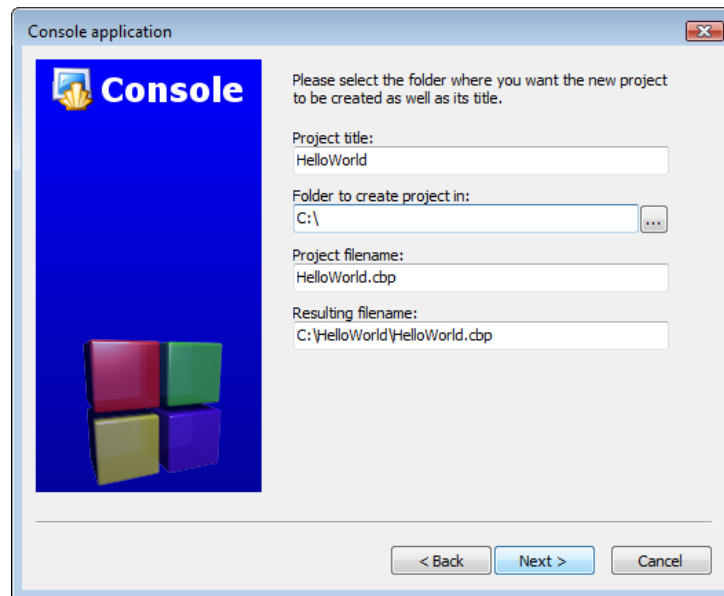 Console application
Console
Please select the folder where you want the new project
to be created as well as its title.
Project title:
HelloWorld
Folder to create project in:
C:\
...
Project filename:
HelloWorld.cbp
Resulting filename:
C:\HelloWorld\HelloWorld.cbp
< Back
Next >
Cancel